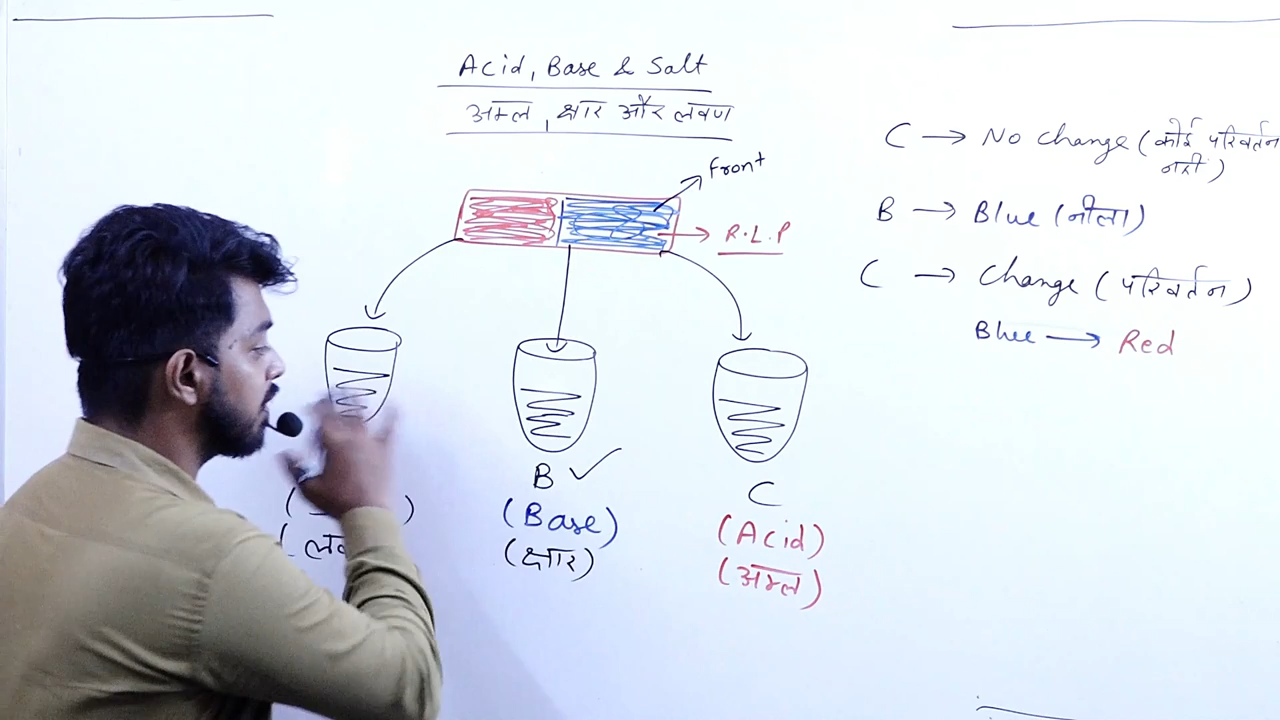 Acid, Base & Salt
अम्ल, क्षार और लवण
Front
R.L.P
C → No change (कोई परिवर्तन
नहीं)
B → Blue (नीला)
C → Change (परिवर्तन)
Blue → Red
B ✓
(Base)
(क्षार)
C
(Acid)
(अम्ल)